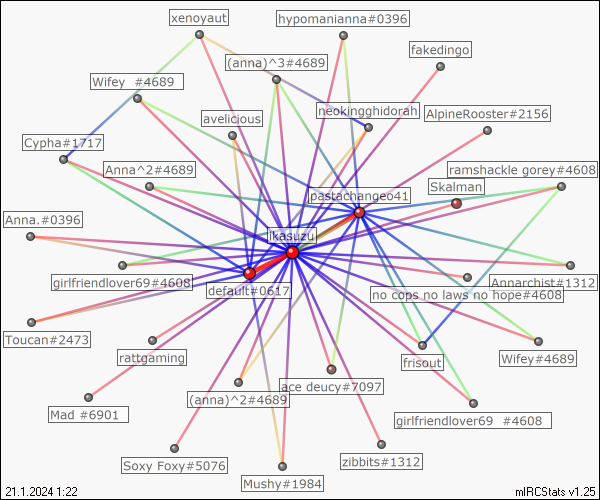 xenoyaut
hypomanianna#0396
fakedingo
(anna)^3#4689
Wifey  #4689
neokingghidorah
AlpineRooster#2156
avelicious
Cypha#1717
Anna^2#4689
ramshackle gorey#4608
Skalman
pastachangeo41
Anna.#0396
ikasuzu
girlfriendlover69#4608
default#0617
Annarchist#1312
no cops no laws no hope#4608
Toucan#2473
rattgaming
frisout
Wifey#4689
ace deucy#7097
(anna)^2#4689
Mad #6901
girlfriendlover69  #4608
Soxy Foxy#5076
zibbits#1312
Mushy#1984
21.1.2024 1:22
mIRCStats v1.25